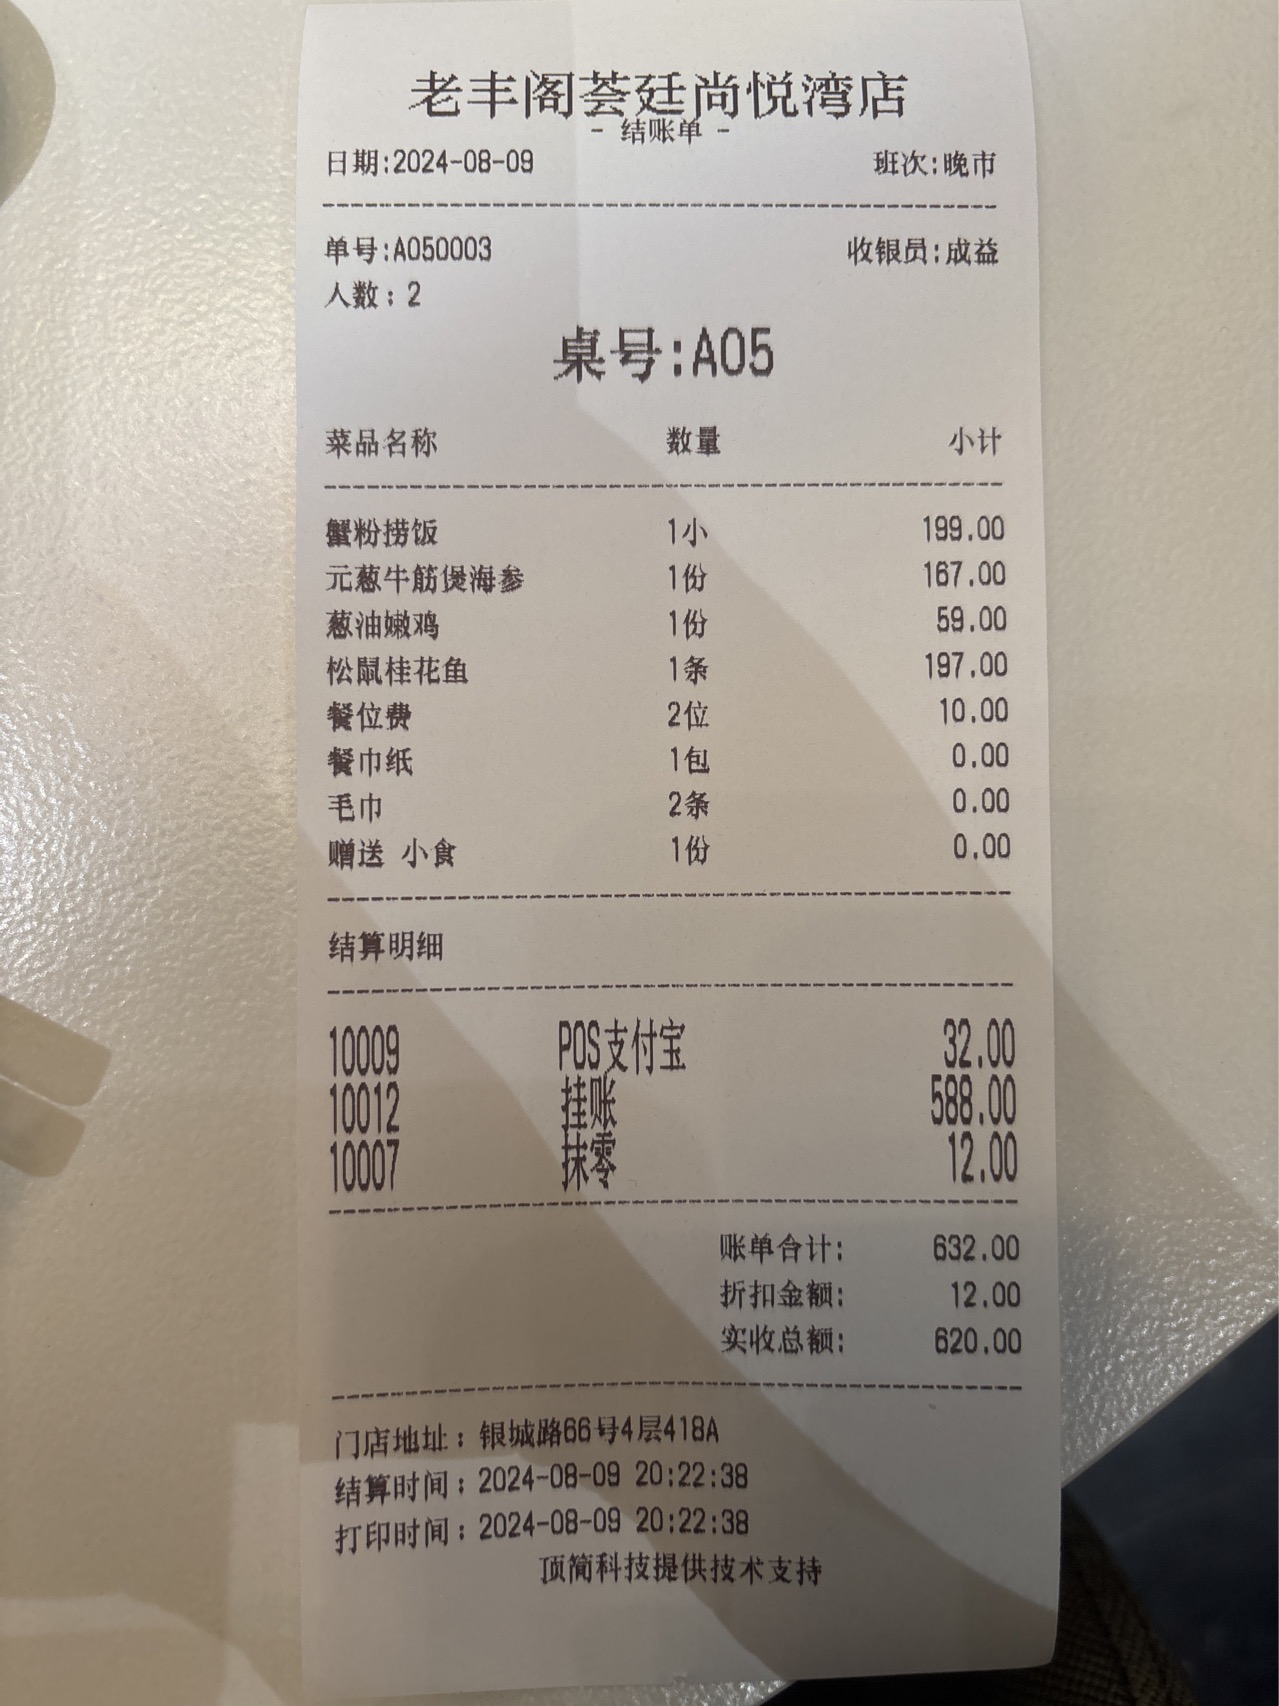 老丰阁荟廷尚悦湾店
- 结账单 -
日期:2024-08-09 班次:晚市
单号:A050003 收银员:成益
人数：2
桌号:A05
菜品名称 数量 小计
蟹粉捞饭 1小 199.00
元葱牛筋煲海参 1份 167.00
葱油嫩鸡 1份 59.00
松鼠桂花鱼 1条 197.00
餐位费 2位 10.00
餐巾纸 1包 0.00
毛巾 2条 0.00
赠送 小食 1份 0.00
结算明细
10009 POS支付宝 32.00
10012 挂账 588.00
10007 抹零 12.00
账单合计: 632.00
折扣金额: 12.00
实收总额: 620.00
门店地址：银城路66号4层418A
结算时间：2024-08-09 20:22:38
打印时间：2024-08-09 20:22:38
顶简科技提供技术支持